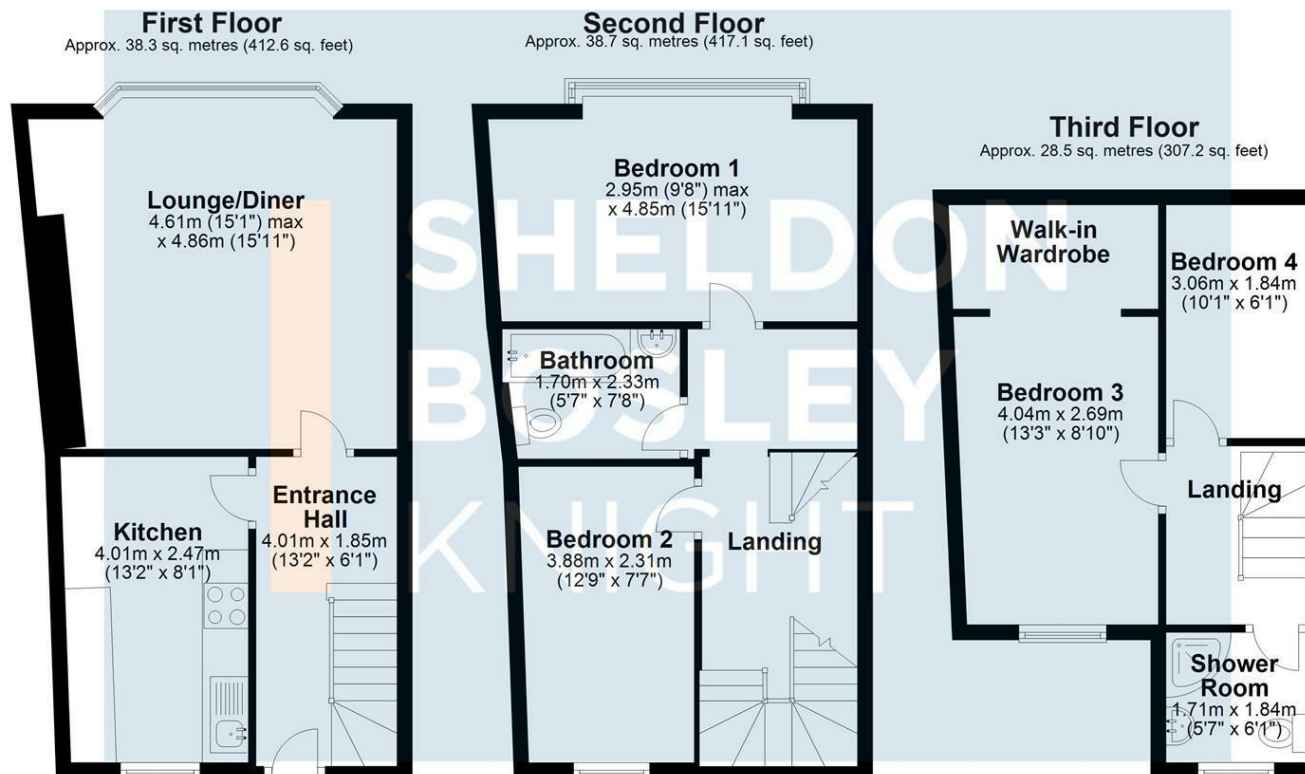 First Floor
Approx. 38.3 sq. metres (412.6 sq. feet)
Lounge/Diner
4.61m (15'1") max
x 4.86m (15'11")
Kitchen
4.01m x 2.47m
(13'2" x 8'1")
Entrance
Hall
4.01m x 1.85m
(13'2" x 6'1")
Second Floor
Approx. 38.7 sq. metres (417.1 sq. feet)
Bedroom 1
2.95m (9'8") max
x 4.85m (15'11")
Bathroom
1.70m x 2.33m
(5'7" x 7'8")
Bedroom 2
3.88m x 2.31m
(12'9" x 7'7")
Landing
Third Floor
Approx. 28.5 sq. metres (307.2 sq. feet)
Walk-in
Wardrobe
Bedroom 4
3.06m x 1.84m
(10'1" x 6'1")
Bedroom 3
4.04m x 2.69m
(13'3" x 8'10")
Landing
Shower
Room
1.71m x 1.84m
(5'7" x 6'1")
SHELDON
BOSLEY
KNIGHT